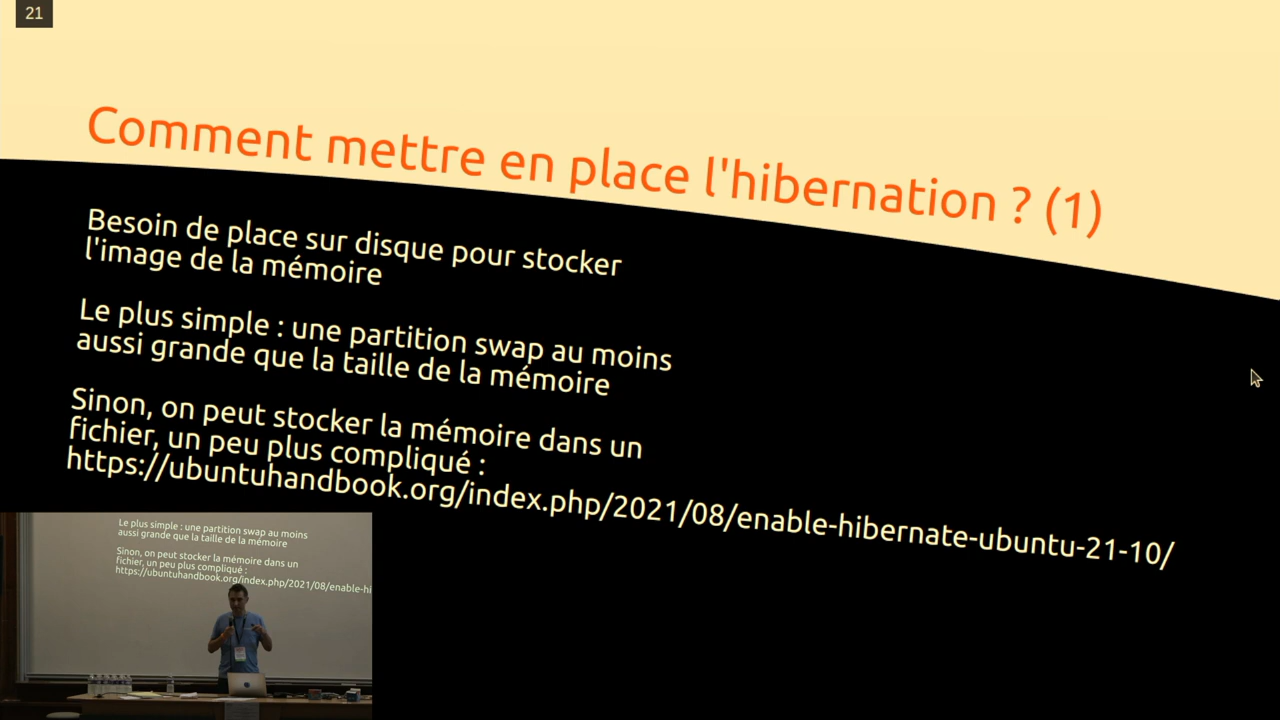 21
Comment mettre en place l'hibernation ? (1)
Besoin de place sur disque pour stocker
l'image de la mémoire
Le plus simple : une partition swap au moins
aussi grande que la taille de la mémoire
Sinon, on peut stocker la mémoire dans un
fichier, un peu plus compliqué :
https://ubuntuhandbook.org/index.php/2021/08/enable-hibernate-ubuntu-21-10/
Le plus simple : une partition swap au moins
aussi grande que la taille de la mémoire
Sinon, on peut stocker la mémoire dans un
fichier, un peu plus compliqué :
https://ubuntuhandbook.org/index.php/2021/08/enable-hi